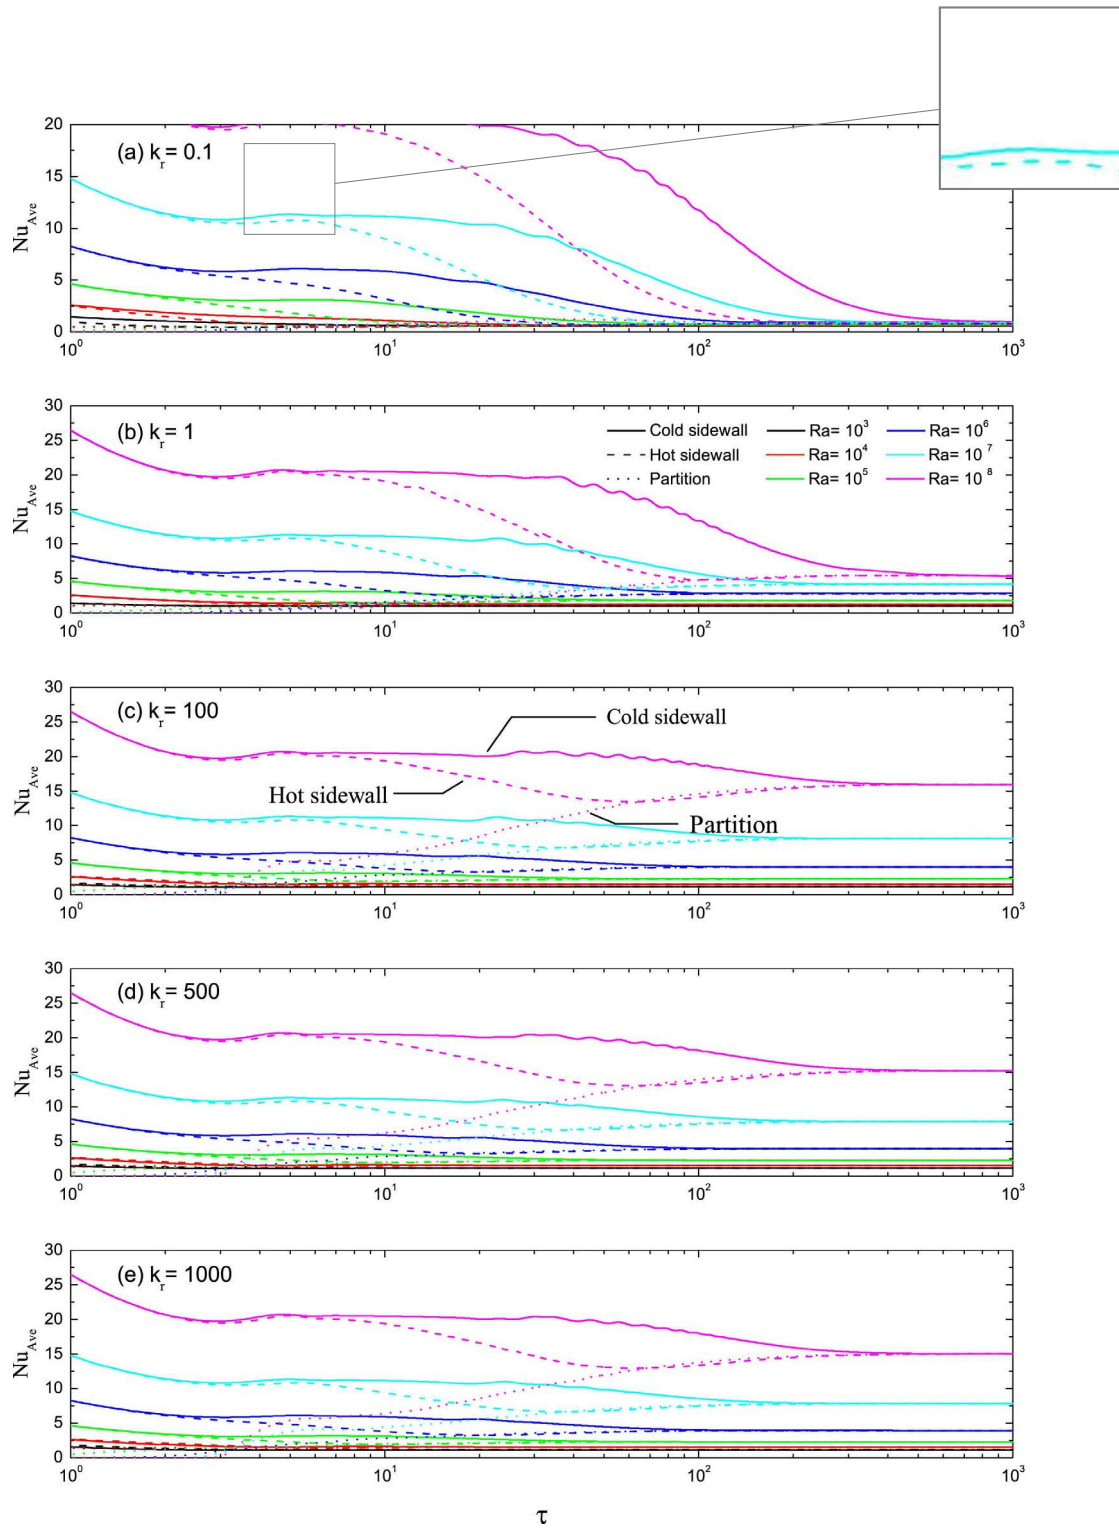 20
15
10
5
0
Nu_Ave
(a) k_r= 0.1
10^0
10^1
10^2
10^3
30
25
20
15
10
5
0
Nu_Ave
(b) k_r= 1
Cold sidewall
Hot sidewall
Partition
Ra= 10^3
Ra= 10^4
Ra= 10^5
Ra= 10^6
Ra= 10^7
Ra= 10^8
10^0
10^1
10^2
10^3
30
25
20
15
10
5
0
Nu_Ave
(c) k_r= 100
Cold sidewall
Hot sidewall
Partition
10^0
10^1
10^2
10^3
30
25
20
15
10
5
0
Nu_Ave
(d) k_r= 500
10^0
10^1
10^2
10^3
30
25
20
15
10
5
0
Nu_Ave
(e) k_r= 1000
10^0
10^1
10^2
10^3
τ